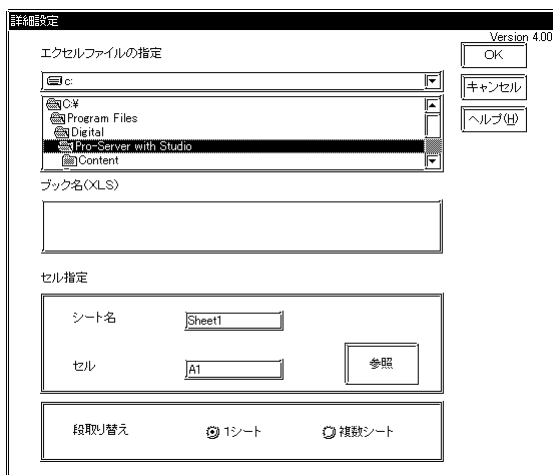 詳細設定
Version 4.00
エクセルファイルの指定
OK
c:
キャンセル
C:¥
Program Files
ヘルプ(H)
Digital
Pro-Server with Studio
Content
ブック名(XLS)
セル指定
シート名
Sheet1
セル
A1
参照
段取り替え
1シート
複数シート